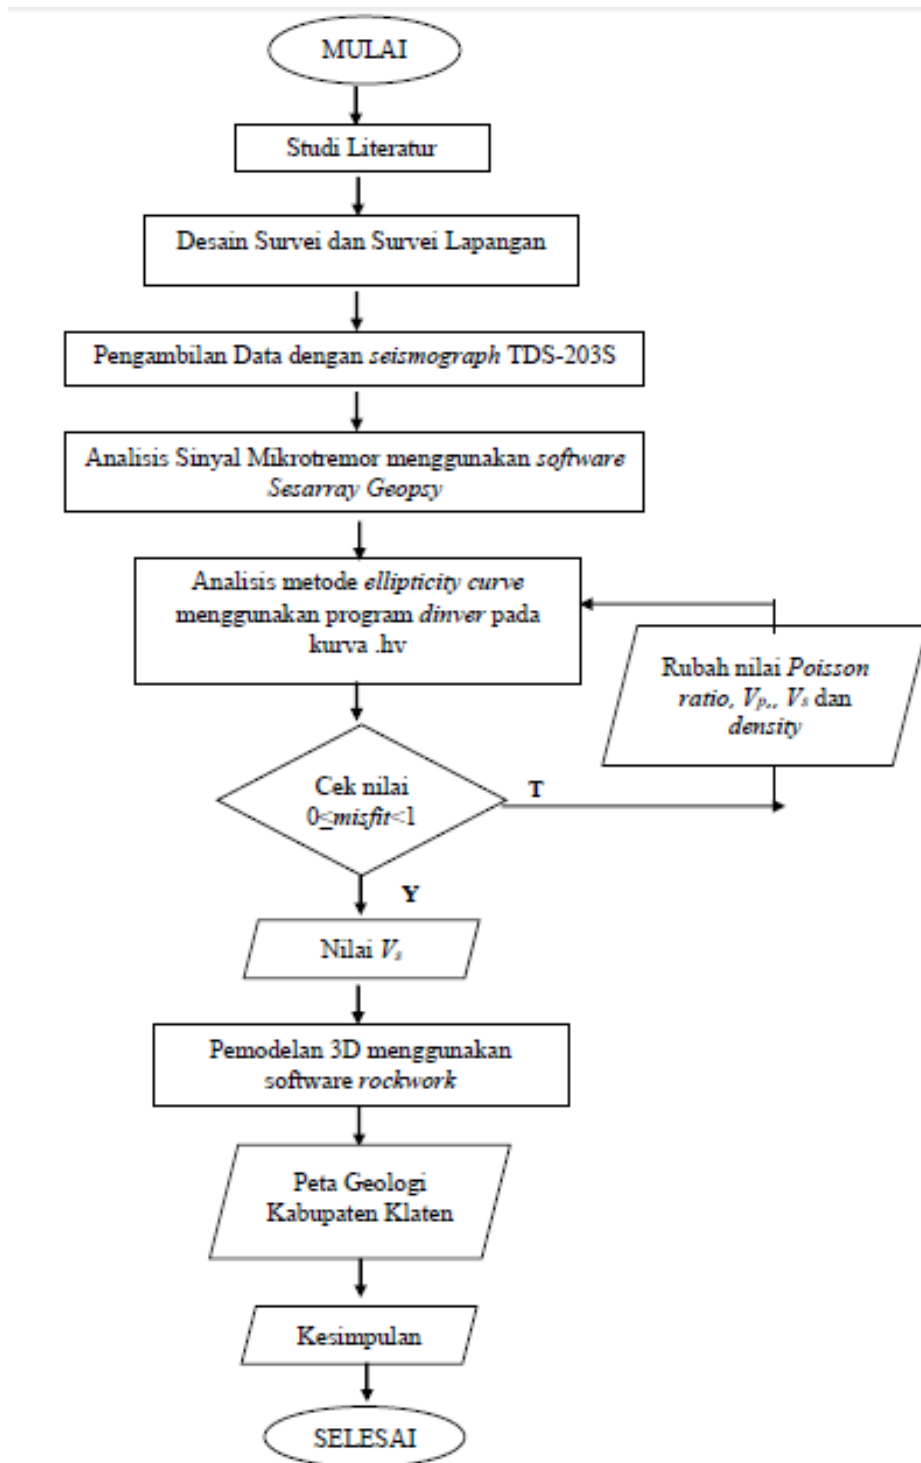 MULAI
Studi Literatur
Desain Survei dan Survei Lapangan
Pengambilan Data dengan seismograph TDS-203S
Analisis Sinyal Mikrotremor menggunakan software
Sesarray Geopsy
Analisis metode ellipticity curve
menggunakan program dinver pada
kurva .hv
Rubah nilai Poisson
ratio, Vp,, Vs dan
density
Cek nilai
0≤misfit<1
T
Y
Nilai Vs
Pemodelan 3D menggunakan
software rockwork
Peta Geologi
Kabupaten Klaten
Kesimpulan
SELESAI